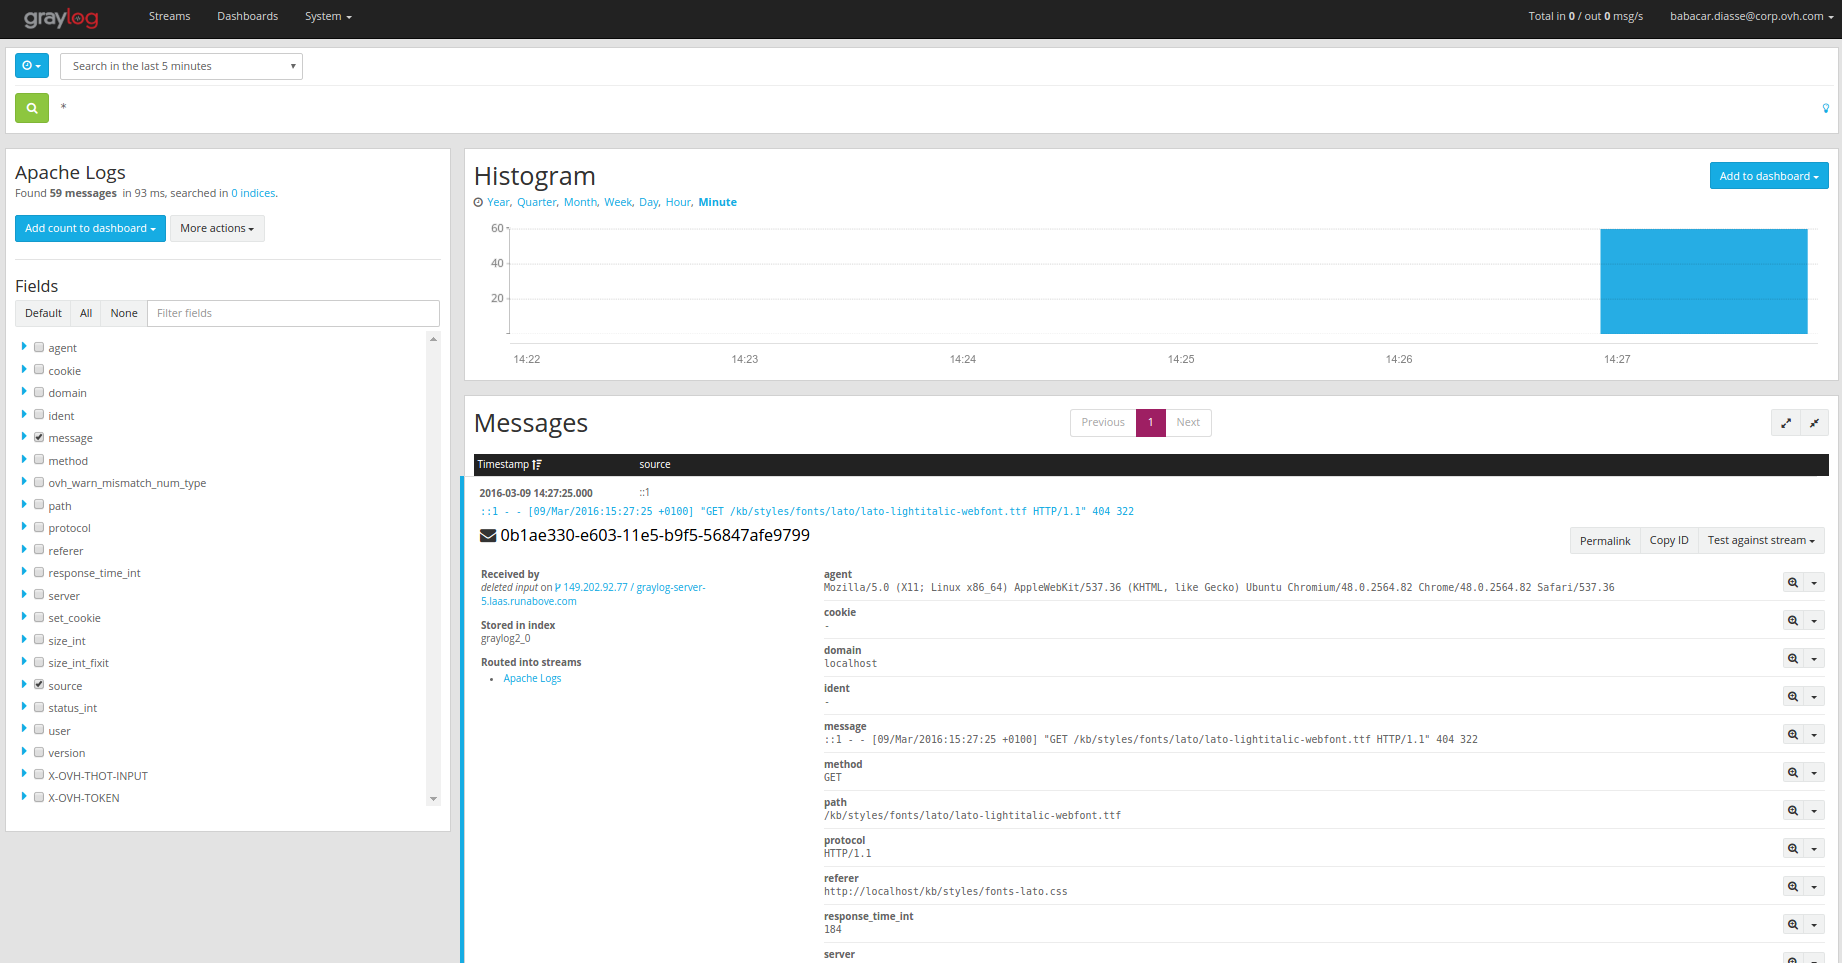 graylog Streams Dashboards System Total in 0 / out 0 msg/s babacar.diasse@corp.ovh.com
Search in the last 5 minutes
*
Apache Logs
Found 59 messages in 93 ms, searched in 0 indices.
Add count to dashboard More actions
Fields
Default All None Filter fields
agent
cookie
domain
ident
message
method
ovh_warn_mismatch_num_type
path
protocol
referer
response_time_int
server
set_cookie
size_int
size_int_fixit
source
status_int
user
version
X-OVH-THOT-INPUT
X-OVH-TOKEN
Histogram
Add to dashboard
Year, Quarter, Month, Week, Day, Hour, Minute
60
40
20
14:22 14:23 14:24 14:25 14:26 14:27
Messages
Previous 1 Next
Timestamp source
2016-03-09 14:27:25.000 ::1
::1 - - [09/Mar/2016:15:27:25 +0100] "GET /kb/styles/fonts/lato/lato-lightitalic-webfont.ttf HTTP/1.1" 404 322
0b1ae330-e603-11e5-b9f5-56847afe9799
Permalink Copy ID Test against stream
Received by
deleted input on 149.202.92.77 / graylog-server-
5.laas.runabove.com
Stored in index
graylog2_0
Routed into streams
• Apache Logs
agent
Mozilla/5.0 (X11; Linux x86_64) AppleWebKit/537.36 (KHTML, like Gecko) Ubuntu Chromium/48.0.2564.82 Chrome/48.0.2564.82 Safari/537.36
cookie
-
domain
localhost
ident
-
message
::1 - - [09/Mar/2016:15:27:25 +0100] "GET /kb/styles/fonts/lato/lato-lightitalic-webfont.ttf HTTP/1.1" 404 322
method
GET
path
/kb/styles/fonts/lato/lato-lightitalic-webfont.ttf
protocol
HTTP/1.1
referer
http://localhost/kb/styles/fonts-lato.css
response_time_int
184
server